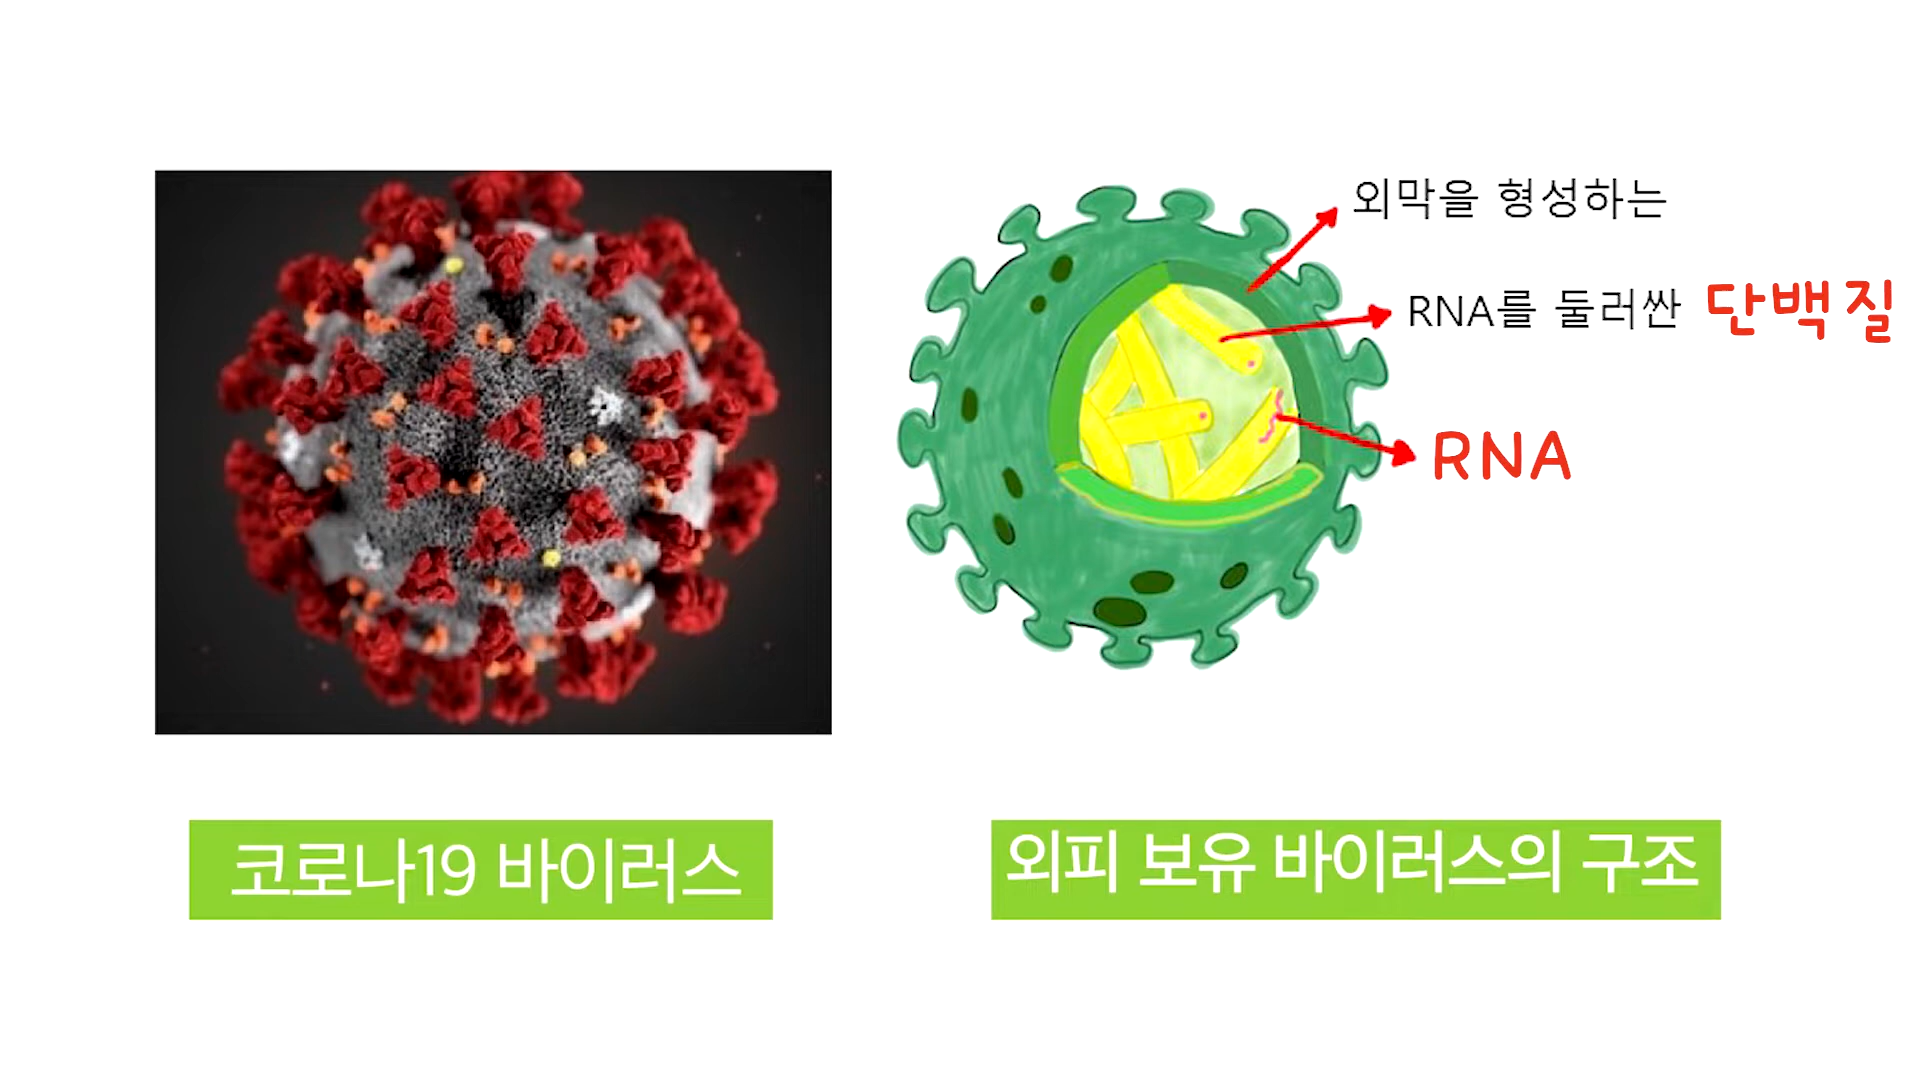 외막을 형성하는
RNA를 둘러싼 단백질
RNA
코로나19 바이러스
외피 보유 바이러스의 구조